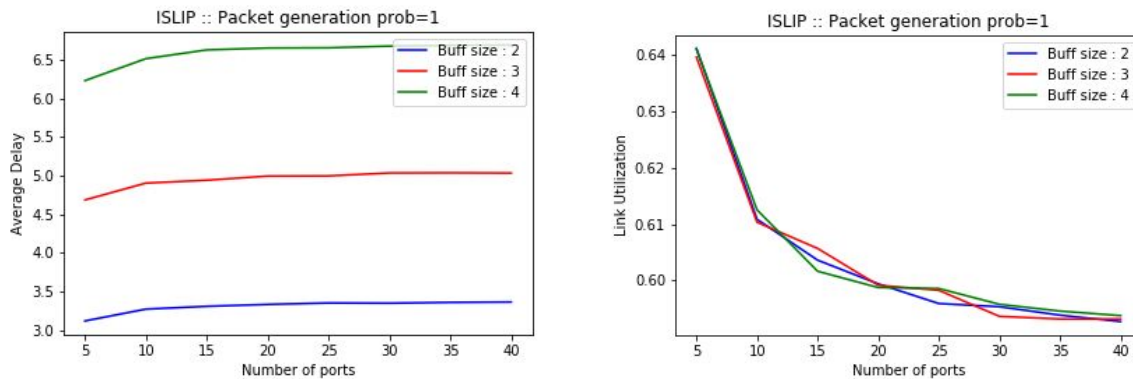 ISLIP :: Packet generation prob=1
Buff size : 2
Buff size : 3
Buff size : 4
6.5
6.0
5.5
5.0
4.5
4.0
3.5
3.0
Average Delay
5 10 15 20 25 30 35 40
Number of ports
ISLIP :: Packet generation prob=1
Buff size : 2
Buff size : 3
Buff size : 4
0.64
0.63
0.62
0.61
0.60
Link Utilization
5 10 15 20 25 30 35 40
Number of ports